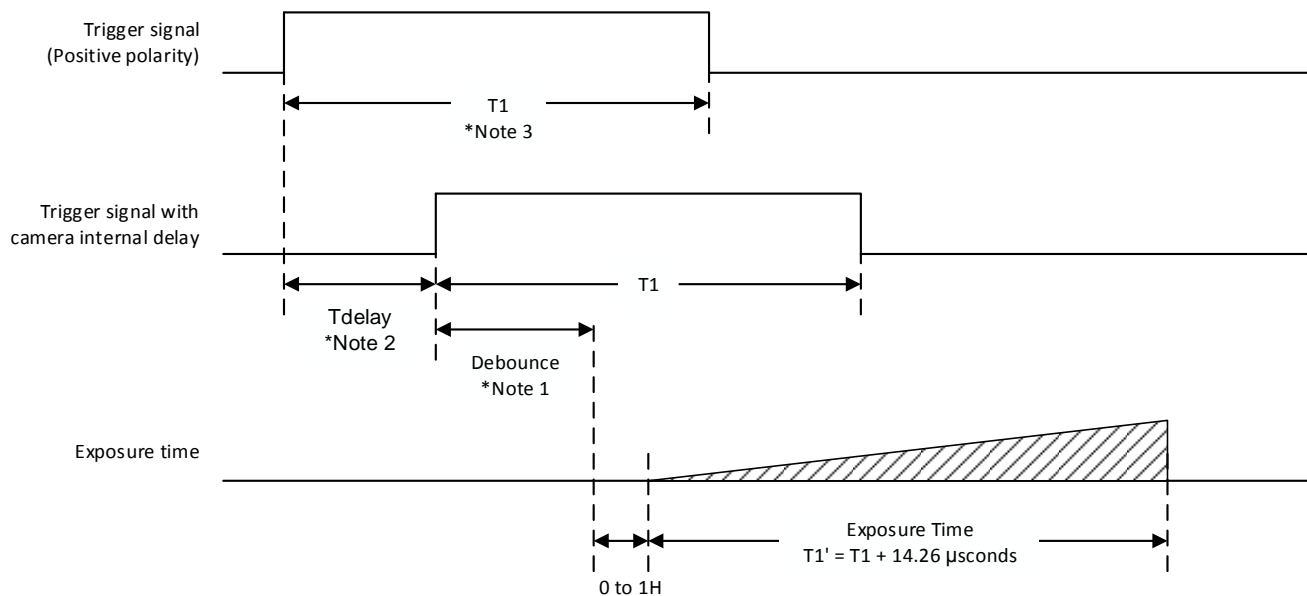 Trigger signal
(Positive polarity)
T1
*Note 3
Trigger signal with
camera internal delay
T1
Tdelay
*Note 2
Debounce
*Note 1
Exposure time
Exposure Time
T1' = T1 + 14.26 μsconds
0 to 1H